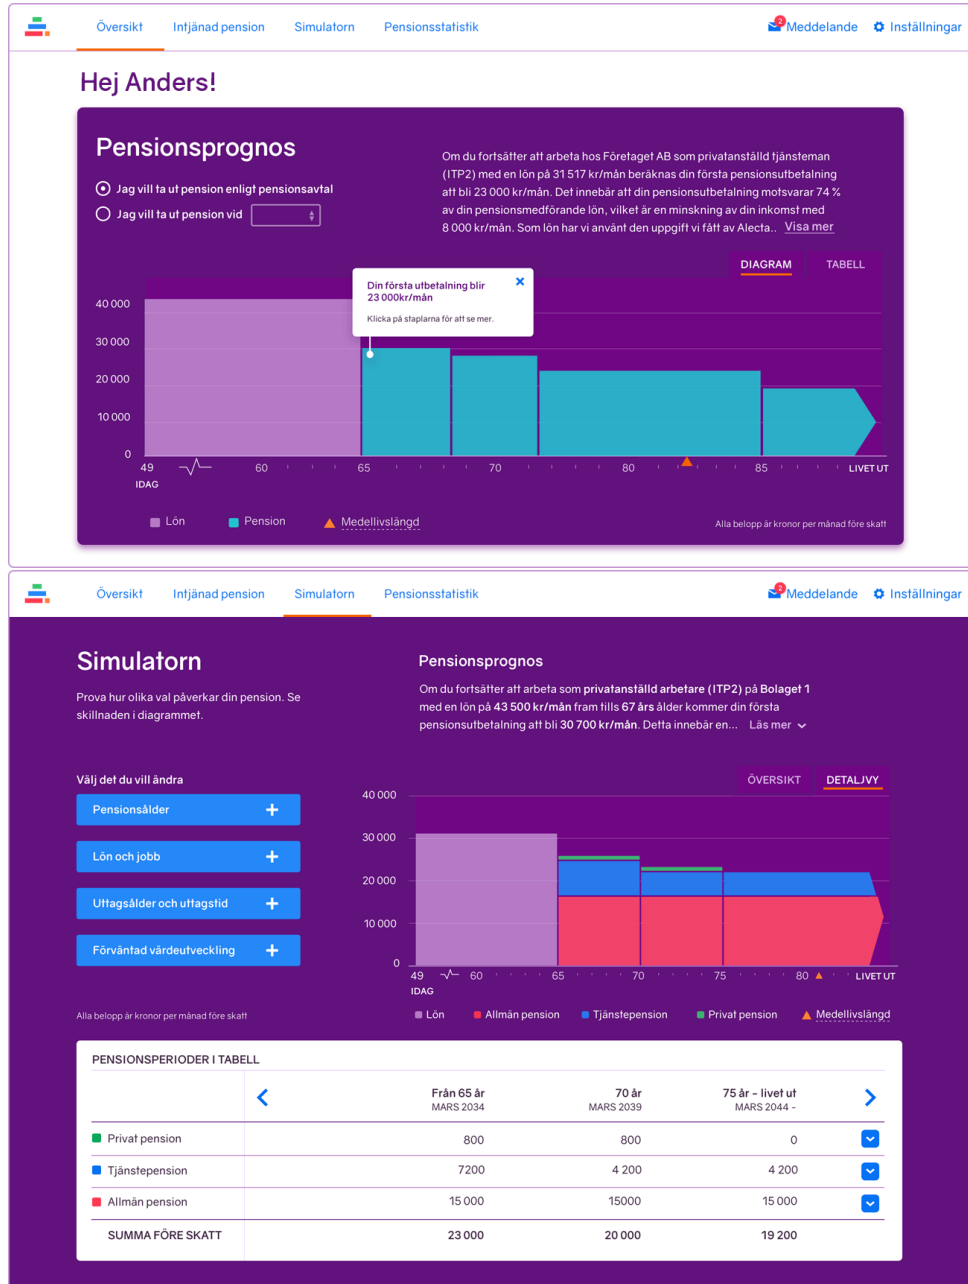 Översikt Intjänad pension Simulatorn Pensionsstatistik 2 Meddelande Inställningar
Hej Anders!
Pensionsprognos
Jag vill ta ut pension enligt pensionsavtal
Jag vill ta ut pension vid
Om du fortsätter att arbeta hos Företaget AB som privatanställd tjänsteman
(ITP2) med en lön på 31 517 kr/mån beräknas din första pensionsutbetalning
att bli 23 000 kr/mån. Det innebär att din pensionsutbetalning motsvarar 74 %
av din pensionsmedförande lön, vilket är en minskning av din inkomst med
8 000 kr/mån. Som lön har vi använt den uppgift vi fått av Alecta.. Visa mer
DIAGRAM TABELL
Din första utbetalning blir
23 000kr/mån
Klicka på staplarna för att se mer.
40 000
30 000
20 000
10 000
0
49 60 65 70 80 85 LIVET UT
IDAG
Lön Pension Medellivslängd Alla belopp är kronor per månad före skatt
Översikt Intjänad pension Simulatorn Pensionsstatistik 2 Meddelande Inställningar
Simulatorn
Prova hur olika val påverkar din pension. Se
skillnaden i diagrammet.
Pensionsprognos
Om du fortsätter att arbeta som privatanställd arbetare (ITP2) på Bolaget 1
med en lön på 43 500 kr/mån fram tills 67 års ålder kommer din första
pensionsutbetalning att bli 30 700 kr/mån. Detta innebär en... Läs mer
Välj det du vill ändra
Pensionsålder
Lön och jobb
Uttagsålder och uttagstid
Förväntad värdeutveckling
Alla belopp är kronor per månad före skatt
ÖVERSIKT DETALJVY
40 000
30 000
20 000
10 000
0
49 60 65 70 75 80 LIVET UT
IDAG
Lön Allmän pension Tjänstepension Privat pension Medellivslängd
PENSIONSPERIODER I TABELL
Från 65 år 70 år 75 år – livet ut
MARS 2034 MARS 2039 MARS 2044 -
Privat pension 800 800 0
Tjänstepension 7200 4 200 4 200
Allmän pension 15 000 15000 15 000
SUMMA FÖRE SKATT 23 000 20 000 19 200